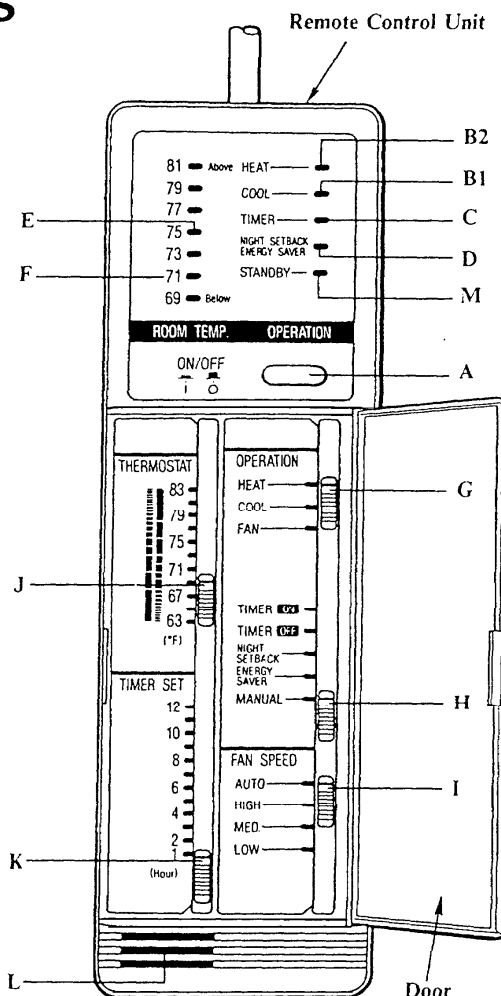 s
Remote Control Unit
81 Above HEAT B2
79 COOL B1
77 TIMER C
E 75 NIGHT SETBACK
ENERGY SAVER D
73
F 71 STANDBY M
69 Below
ROOM TEMP. OPERATION
ON/OFF
I O A
THERMOSTAT
83
79
75
71
J 67
63
(°F)
OPERATION
HEAT G
COOL
FAN
TIMER ON
TIMER OFF
NIGHT
SETBACK
ENERGY
SAVER
MANUAL H
TIMER SET
12
10
8
6
4
2
K 1
(Hour)
FAN SPEED
AUTO I
HIGH
MED.
LOW
L
Door